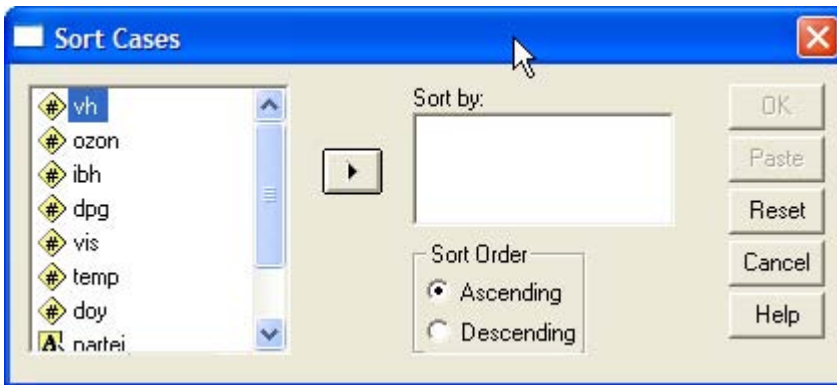 Sort Cases
vh
ozon
ibh
dpg
vis
temp
doy
partei
Sort by:
Sort Order
Ascending
Descending
OK
Paste
Reset
Cancel
Help